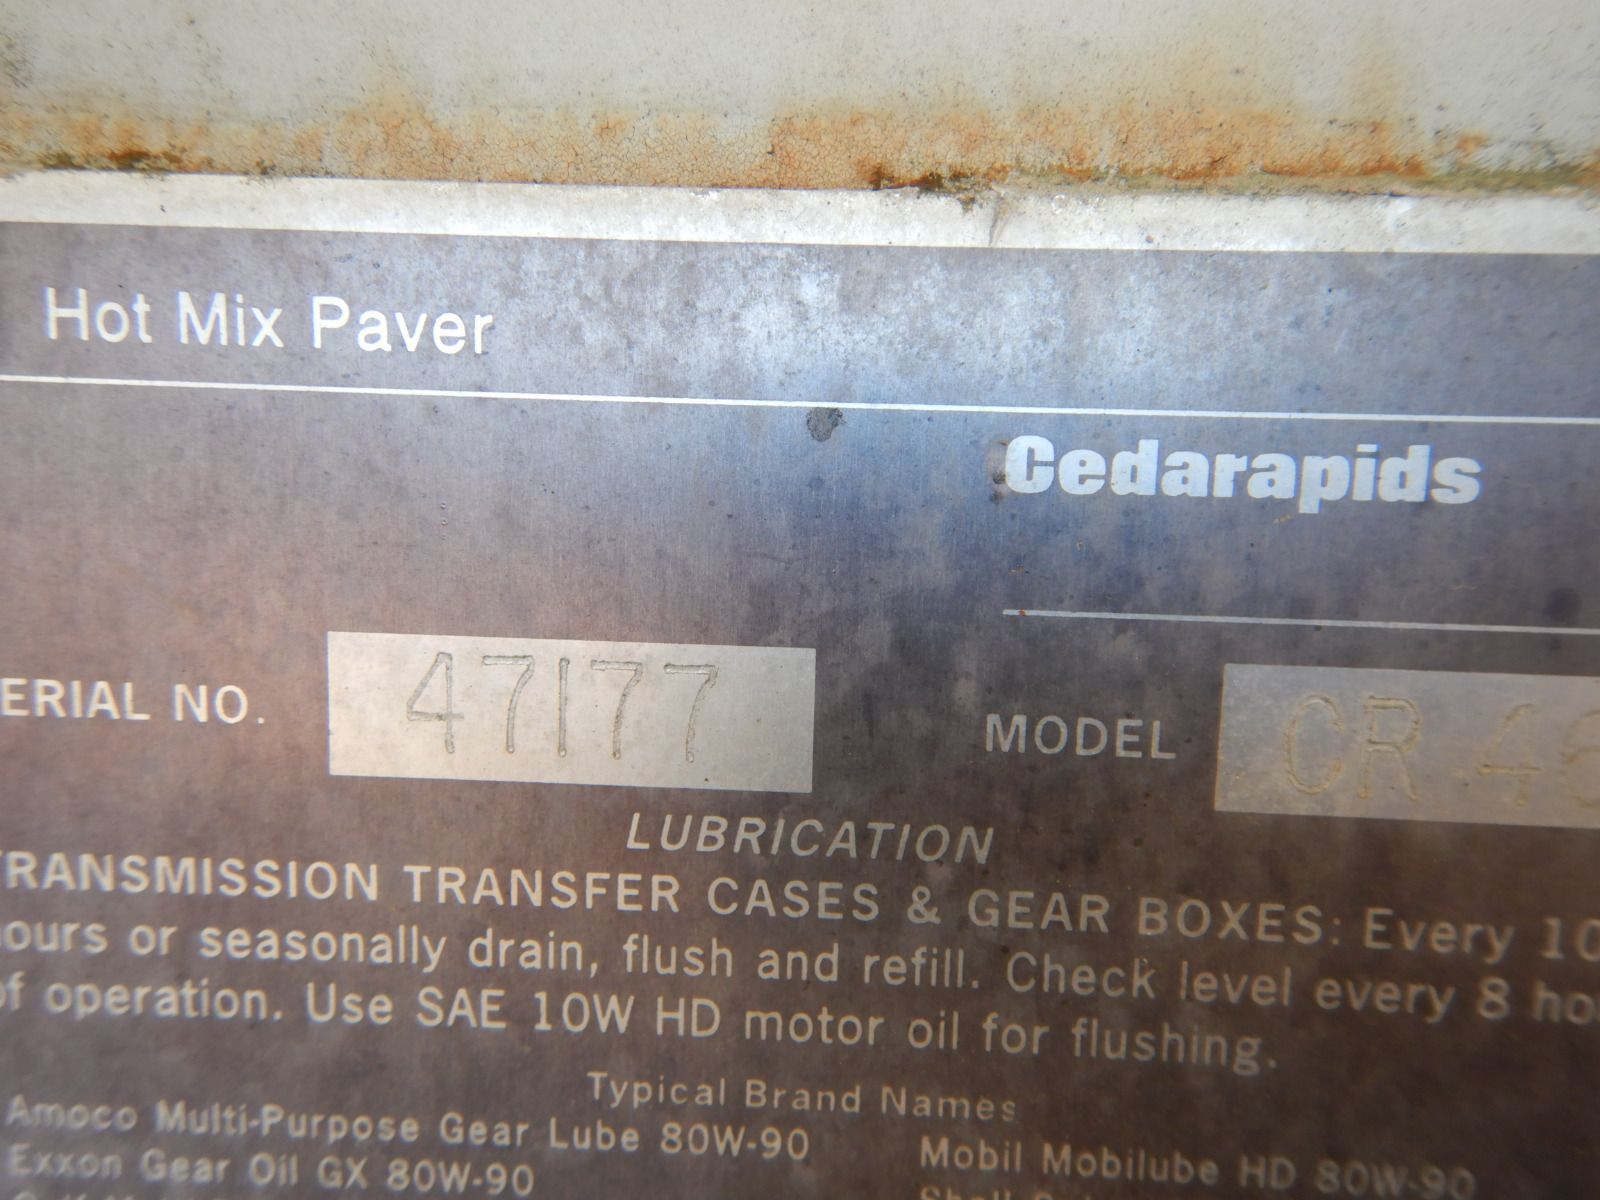 Hot Mix Paver
Cedarapids
ERIAL NO. 47177 MODEL CR 46
LUBRICATION
TRANSMISSION TRANSFER CASES & GEAR BOXES: Every 10
hours or seasonally drain, flush and refill. Check level every 8 ho
of operation. Use SAE 10W HD motor oil for flushing.
Typical Brand Names
Amoco Multi-Purpose Gear Lube 80W-90
Mobil Mobilube HD 80W-90
Exxon Gear Oil GX 80W-90